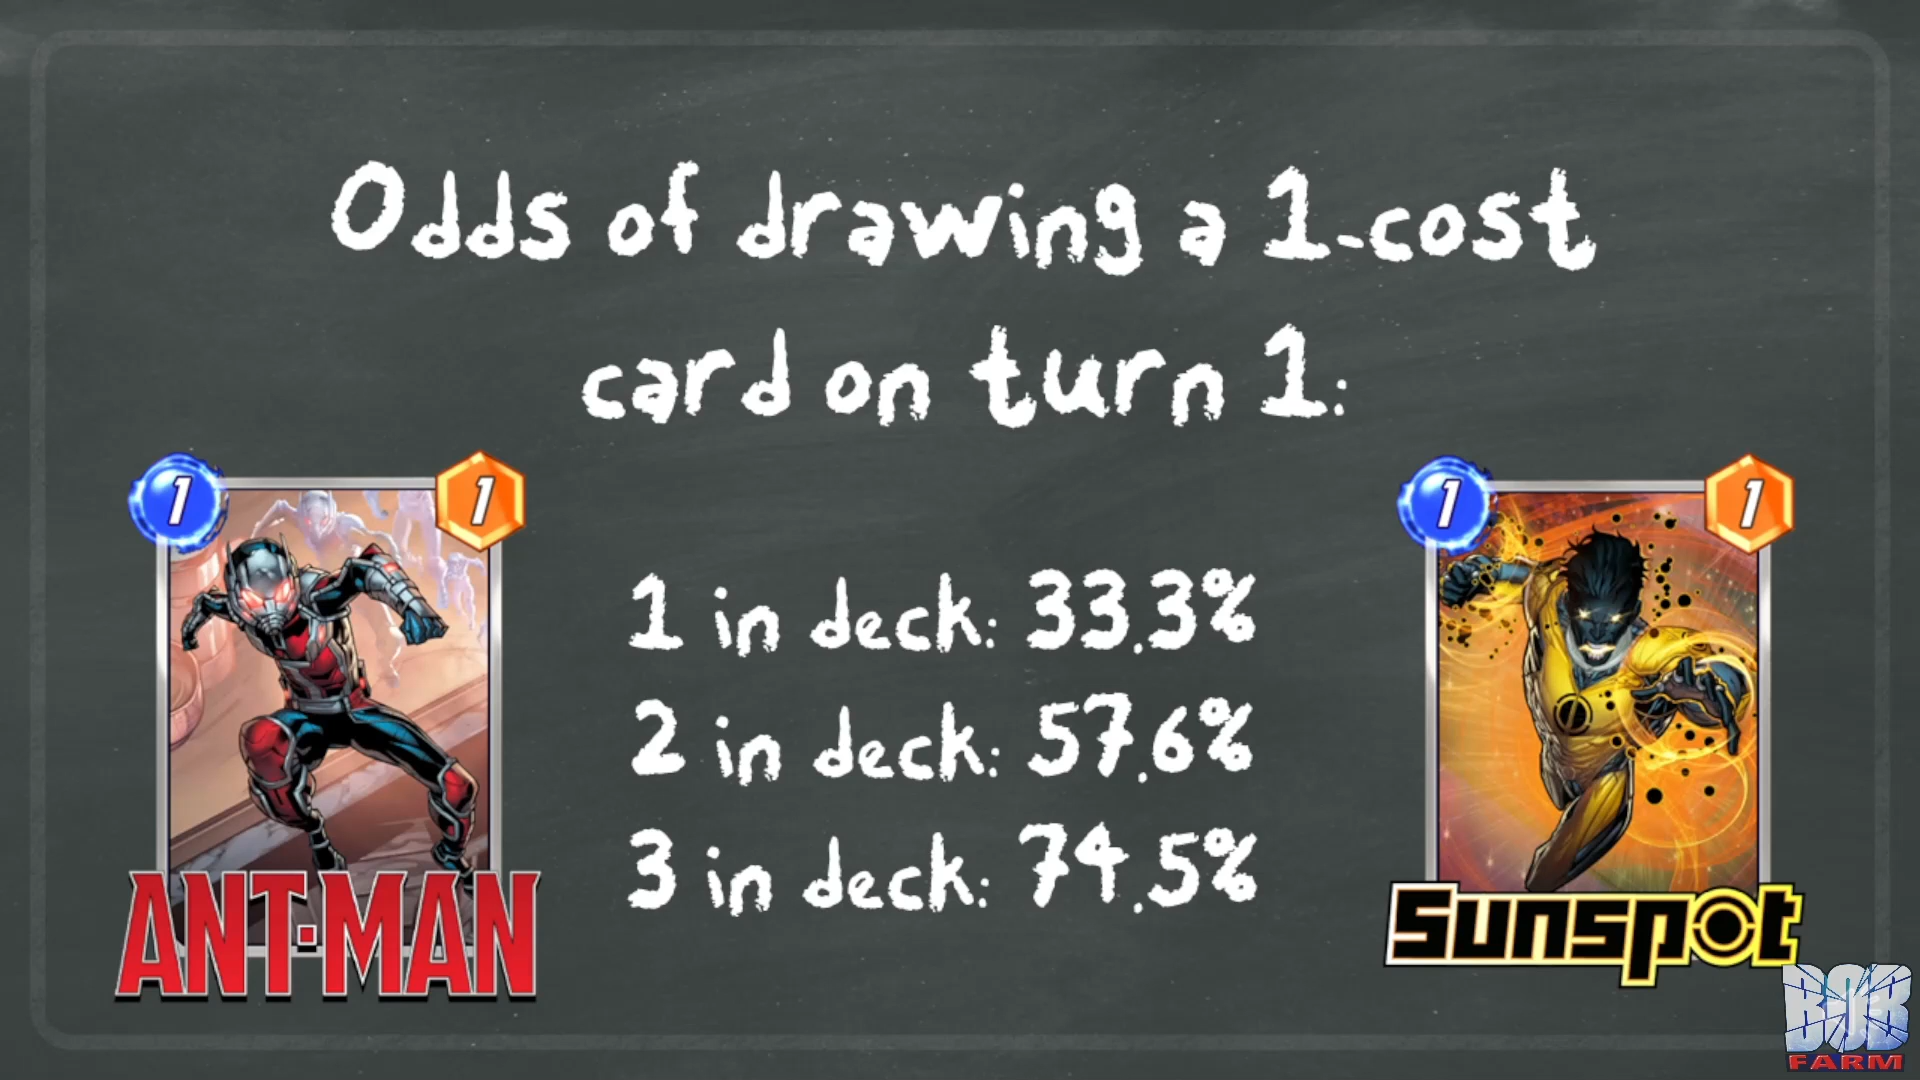 Odds of drawing a 1-cost
card on turn 1:
1
1
1
1
1 in deck: 33.3%
2 in deck: 57.6%
3 in deck: 74.5%
ANT-MAN
Sunspot
BOB
FARM